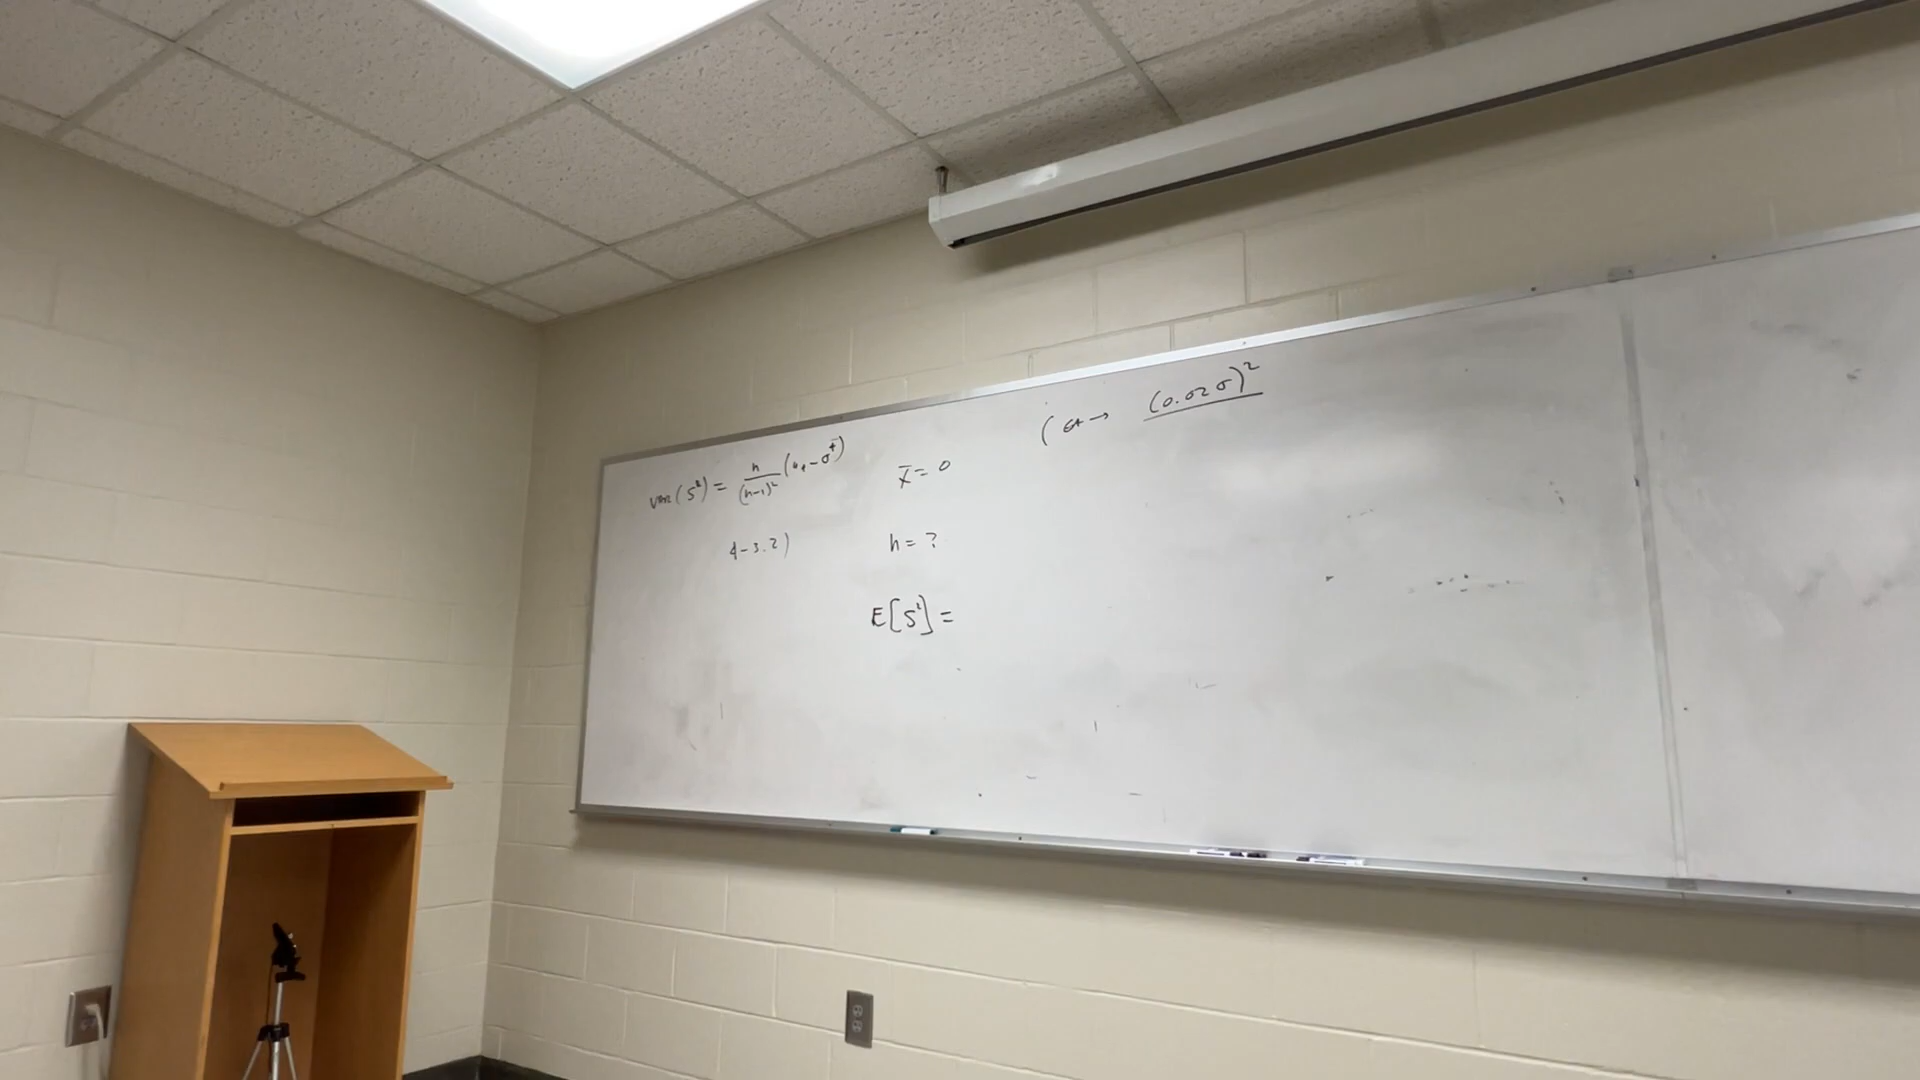 var(S²) = n/(n-1)² (μ₄ - σ⁴)
4-3.2)
x̄ = 0
n = ?
E[S²] =
( → (0.02σ)²